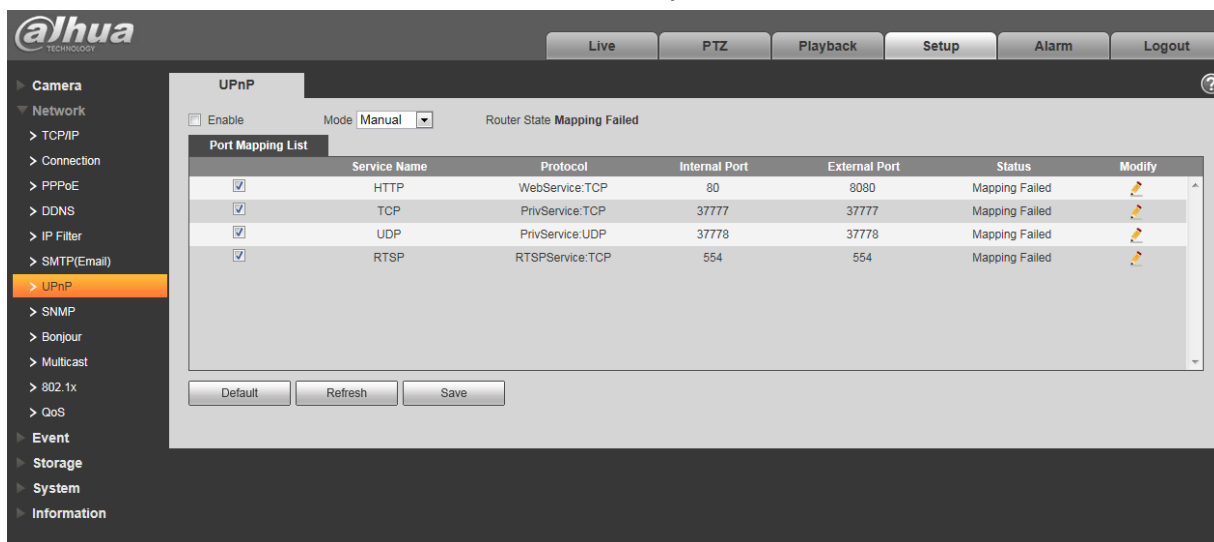 alhua
TECHNOLOGY
Live PTZ Playback Setup Alarm Logout
Camera
Network
> TCP/IP
> Connection
> PPPoE
> DDNS
> IP Filter
> SMTP(Email)
> UPnP
> SNMP
> Bonjour
> Multicast
> 802.1x
> QoS
Event
Storage
System
Information
UPnP
?
Enable Mode Manual Router State Mapping Failed
Port Mapping List
Service Name Protocol Internal Port External Port Status Modify
HTTP WebService:TCP 80 8080 Mapping Failed
TCP PrivService:TCP 37777 37777 Mapping Failed
UDP PrivService:UDP 37778 37778 Mapping Failed
RTSP RTSPService:TCP 554 554 Mapping Failed
Default Refresh Save